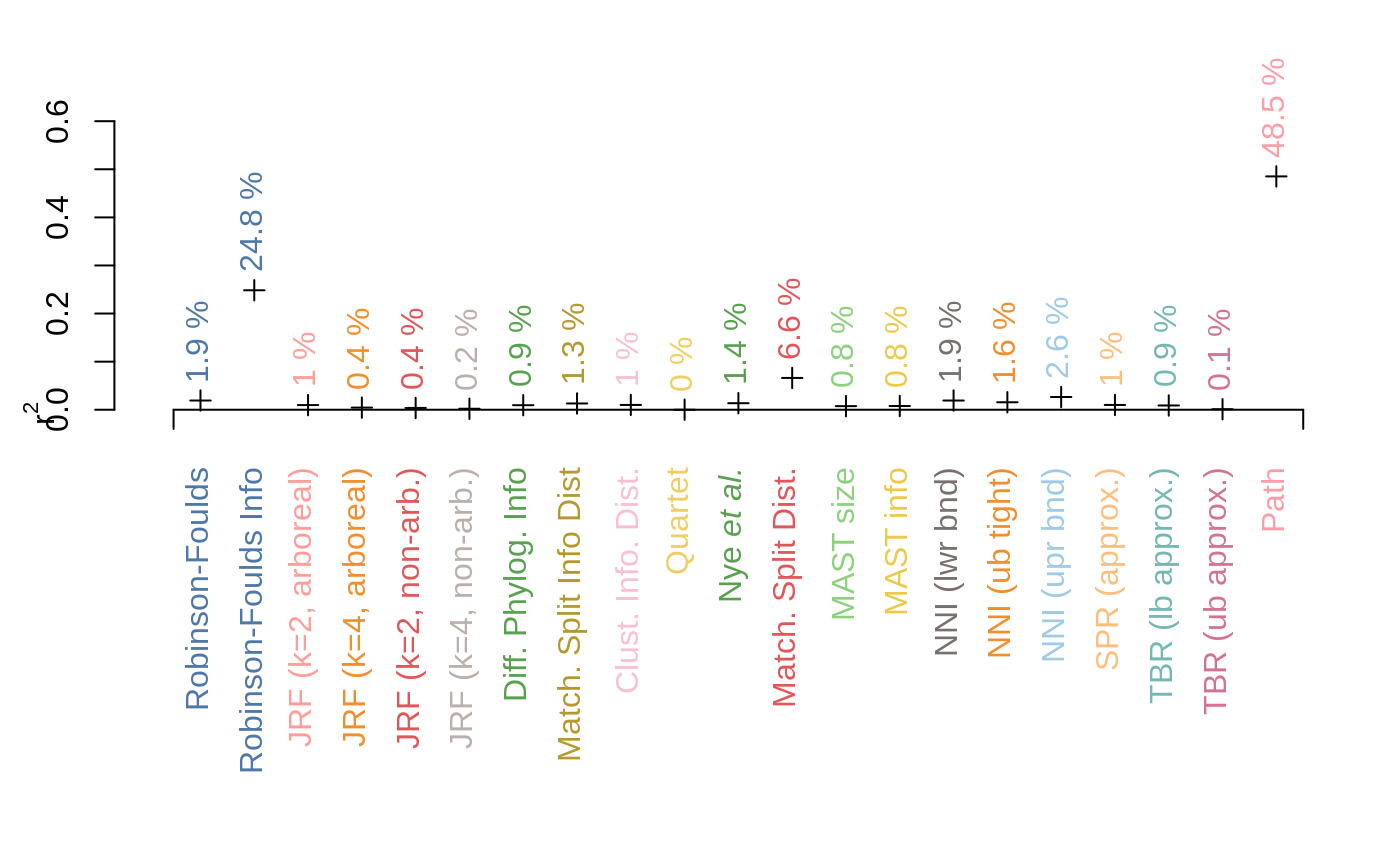 r²
0.0
0.2
0.4
0.6
1.9 %
24.8 %
1 %
0.4 %
0.4 %
0.2 %
0.9 %
1.3 %
1 %
0 %
1.4 %
6.6 %
0.8 %
0.8 %
1.9 %
1.6 %
2.6 %
1 %
0.9 %
0.1 %
48.5 %
Robinson-Foulds
Robinson-Foulds Info
JRF (k=2, arboreal)
JRF (k=4, arboreal)
JRF (k=2, non-arb.)
JRF (k=4, non-arb.)
Diff. Phylog. Info
Match. Split Info Dist
Clust. Info. Dist.
Quartet
Nye et al.
Match. Split Dist.
MAST size
MAST info
NNI (lwr bnd)
NNI (ub tight)
NNI (upr bnd)
SPR (approx.)
TBR (lb approx.)
TBR (ub approx.)
Path